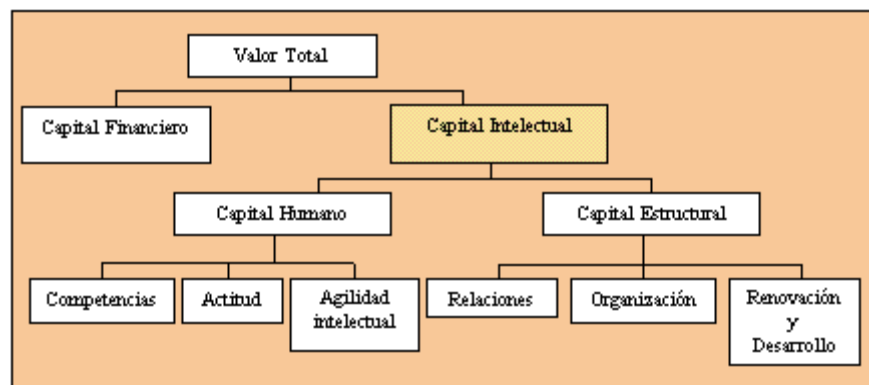 Valor Total
Capital Financiero
Capital Intelectual
Capital Humano
Capital Estructural
Competencias
Actitud
Agilidad
intelectual
Relaciones
Organización
Renovación
y
Desarrollo